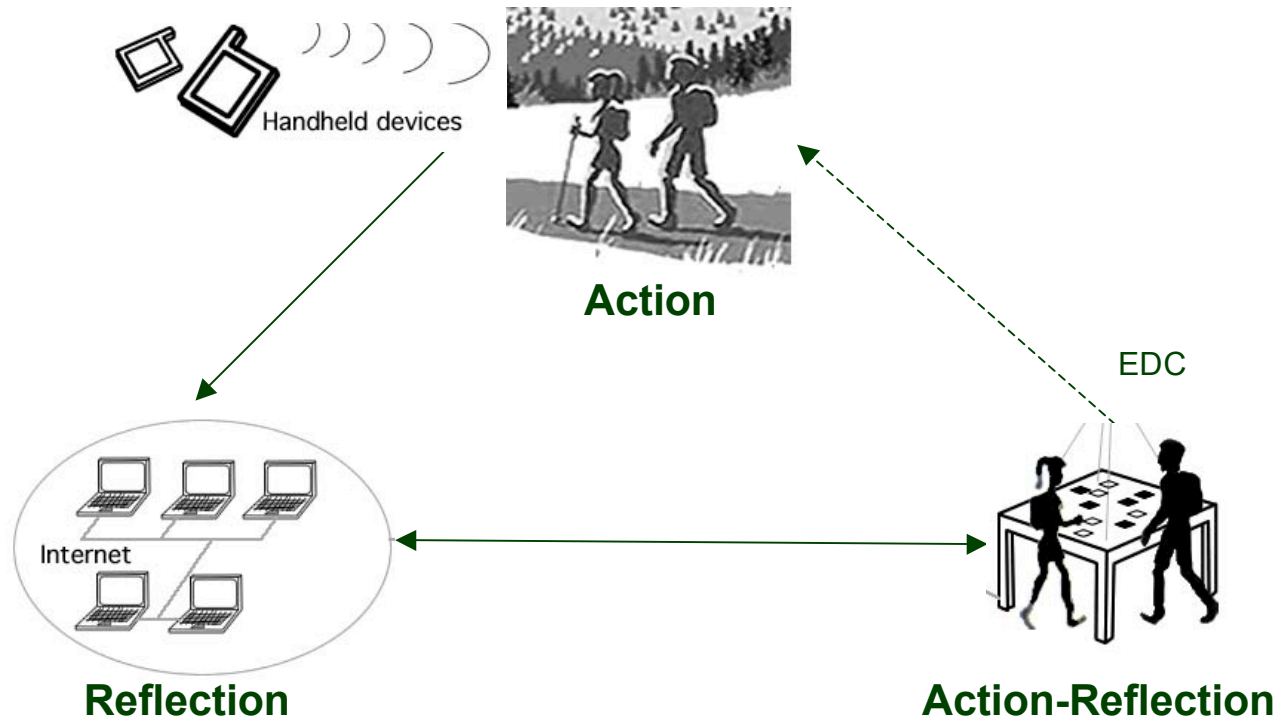 Handheld devices
Action
EDC
Internet
Reflection
Action-Reflection